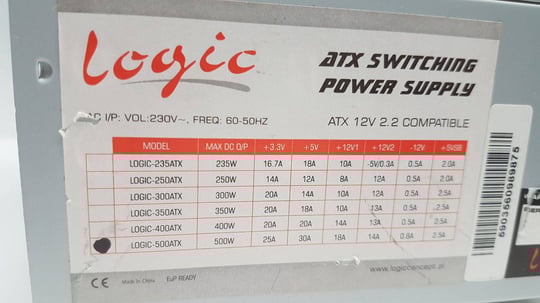 Logic
ATX SWITCHING
POWER SUPPLY
AC I/P: VOL:230V~, FREQ: 60-50HZ
ATX 12V 2.2 COMPATIBLE
MODEL MAX DC O/P +3.3V +5V +12V1 +12V2 -12V +5VSB
LOGIC-235ATX 235W 16.7A 18A 10A -5V/0.3A 0.5A 2.0A
LOGIC-250ATX 250W 14A 12A 8A 12A 0.5A 2.0A
LOGIC-300ATX 300W 20A 14A 10A 12A 0.5A 2.5A
LOGIC-350ATX 350W 20A 18A 10A 13A 0.5A 2.5A
LOGIC-400ATX 400W 20A 20A 14A 13A 0.5A 2.5A
LOGIC-500ATX 500W 25A 30A 18A 14A 0.8A 2.5A
CE Made in China EuP READY
www.logicconcept.pl
5903560989875